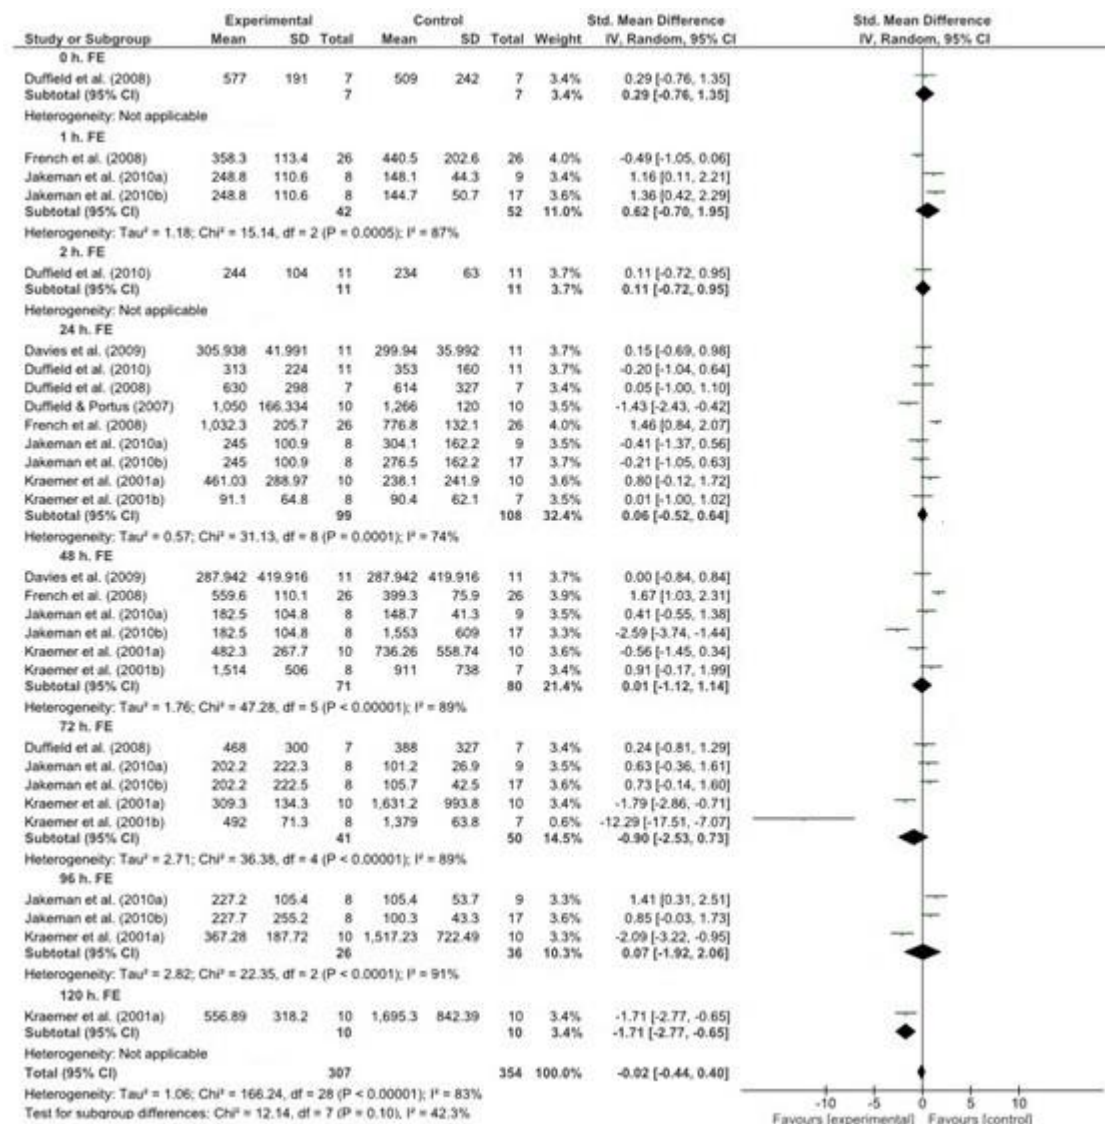 Experimental Control Std. Mean Difference Std. Mean Difference
Study or Subgroup Mean SD Total Mean SD Total Weight IV, Random, 95% CI IV, Random, 95% CI
0 h. FE
Duffield et al. (2008) 577 191 7 509 242 7 3.4% 0.29 [-0.76, 1.35]
Subtotal (95% CI) 7 7 3.4% 0.29 [-0.76, 1.35]
Heterogeneity: Not applicable
1 h. FE
French et al. (2008) 358.3 113.4 26 440.5 202.6 26 4.0% -0.49 [-1.05, 0.06]
Jakeman et al. (2010a) 248.8 110.6 8 148.1 44.3 9 3.4% 1.16 [0.11, 2.21]
Jakeman et al. (2010b) 248.8 110.6 8 144.7 50.7 17 3.6% 1.36 [0.42, 2.29]
Subtotal (95% CI) 42 52 11.0% 0.62 [-0.70, 1.95]
Heterogeneity: Tau² = 1.18; Chi² = 15.14, df = 2 (P = 0.0005); I² = 87%
2 h. FE
Duffield et al. (2010) 244 104 11 234 63 11 3.7% 0.11 [-0.72, 0.95]
Subtotal (95% CI) 11 11 3.7% 0.11 [-0.72, 0.95]
Heterogeneity: Not applicable
24 h. FE
Davies et al. (2009) 305.938 41.991 11 299.94 35.992 11 3.7% 0.15 [-0.69, 0.98]
Duffield et al. (2010) 313 224 11 353 160 11 3.7% -0.20 [-1.04, 0.64]
Duffield et al. (2008) 630 298 7 614 327 7 3.4% 0.05 [-1.00, 1.10]
Duffield & Portus (2007) 1,050 166.334 10 1,266 120 10 3.5% -1.43 [-2.43, -0.42]
French et al. (2008) 1,032.3 205.7 26 776.8 132.1 26 4.0% 1.46 [0.84, 2.07]
Jakeman et al. (2010a) 245 100.9 8 304.1 162.2 9 3.5% -0.41 [-1.37, 0.56]
Jakeman et al. (2010b) 245 100.9 8 276.5 162.2 17 3.7% -0.21 [-1.05, 0.63]
Kraemer et al. (2001a) 461.03 288.97 10 238.1 241.9 10 3.6% 0.80 [-0.12, 1.72]
Kraemer et al. (2001b) 91.1 64.8 8 90.4 62.1 7 3.5% 0.01 [-1.00, 1.02]
Subtotal (95% CI) 99 108 32.4% 0.06 [-0.52, 0.64]
Heterogeneity: Tau² = 0.57; Chi² = 31.13, df = 8 (P = 0.0001); I² = 74%
48 h. FE
Davies et al. (2009) 287.942 419.916 11 287.942 419.916 11 3.7% 0.00 [-0.84, 0.84]
French et al. (2008) 559.6 110.1 26 399.3 75.9 26 3.9% 1.67 [1.03, 2.31]
Jakeman et al. (2010a) 182.5 104.8 8 148.7 41.3 9 3.5% 0.41 [-0.55, 1.38]
Jakeman et al. (2010b) 182.5 104.8 8 1,553 609 17 3.3% -2.59 [-3.74, -1.44]
Kraemer et al. (2001a) 482.3 267.7 10 736.26 558.74 10 3.6% -0.56 [-1.45, 0.34]
Kraemer et al. (2001b) 1,514 506 8 911 738 7 3.4% 0.91 [-0.17, 1.99]
Subtotal (95% CI) 71 80 21.4% 0.01 [-1.12, 1.14]
Heterogeneity: Tau² = 1.76; Chi² = 47.28, df = 5 (P < 0.00001); I² = 89%
72 h. FE
Duffield et al. (2008) 468 300 7 388 327 7 3.4% 0.24 [-0.81, 1.29]
Jakeman et al. (2010a) 202.2 222.3 8 101.2 26.9 9 3.5% 0.63 [-0.36, 1.61]
Jakeman et al. (2010b) 202.2 222.5 8 105.7 42.5 17 3.6% 0.73 [-0.14, 1.60]
Kraemer et al. (2001a) 309.3 134.3 10 1,631.2 993.8 10 3.4% -1.79 [-2.86, -0.71]
Kraemer et al. (2001b) 492 71.3 8 1,379 63.8 7 0.6% -12.29 [-17.51, -7.07]
Subtotal (95% CI) 41 50 14.5% -0.90 [-2.53, 0.73]
Heterogeneity: Tau² = 2.71; Chi² = 36.38, df = 4 (P < 0.00001); I² = 89%
96 h. FE
Jakeman et al. (2010a) 227.2 105.4 8 105.4 53.7 9 3.3% 1.41 [0.31, 2.51]
Jakeman et al. (2010b) 227.7 255.2 8 100.3 43.3 17 3.6% 0.85 [-0.03, 1.73]
Kraemer et al. (2001a) 367.28 187.72 10 1,517.23 722.49 10 3.3% -2.09 [-3.22, -0.95]
Subtotal (95% CI) 26 36 10.3% 0.07 [-1.92, 2.06]
Heterogeneity: Tau² = 2.82; Chi² = 22.35, df = 2 (P < 0.0001); I² = 91%
120 h. FE
Kraemer et al. (2001a) 556.89 318.2 10 1,695.3 842.39 10 3.4% -1.71 [-2.77, -0.65]
Subtotal (95% CI) 10 10 3.4% -1.71 [-2.77, -0.65]
Heterogeneity: Not applicable
Total (95% CI) 307 354 100.0% -0.02 [-0.44, 0.40]
Heterogeneity: Tau² = 1.06; Chi² = 166.24, df = 28 (P < 0.00001); I² = 83%
Test for subgroup differences: Chi² = 12.14, df = 7 (P = 0.10), I² = 42.3%
-10 -5 0 5 10
Favours [experimental] Favours [control]